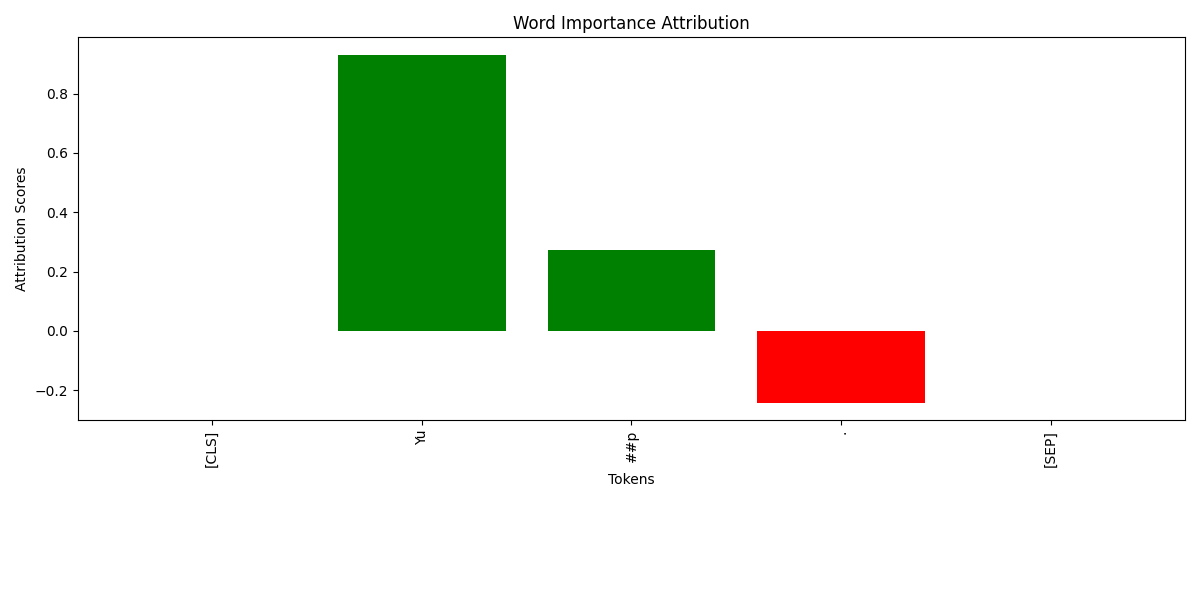 Word Importance Attribution
Attribution Scores
0.8
0.6
0.4
0.2
0.0
−0.2
[CLS]
Yu
##p
.
[SEP]
Tokens